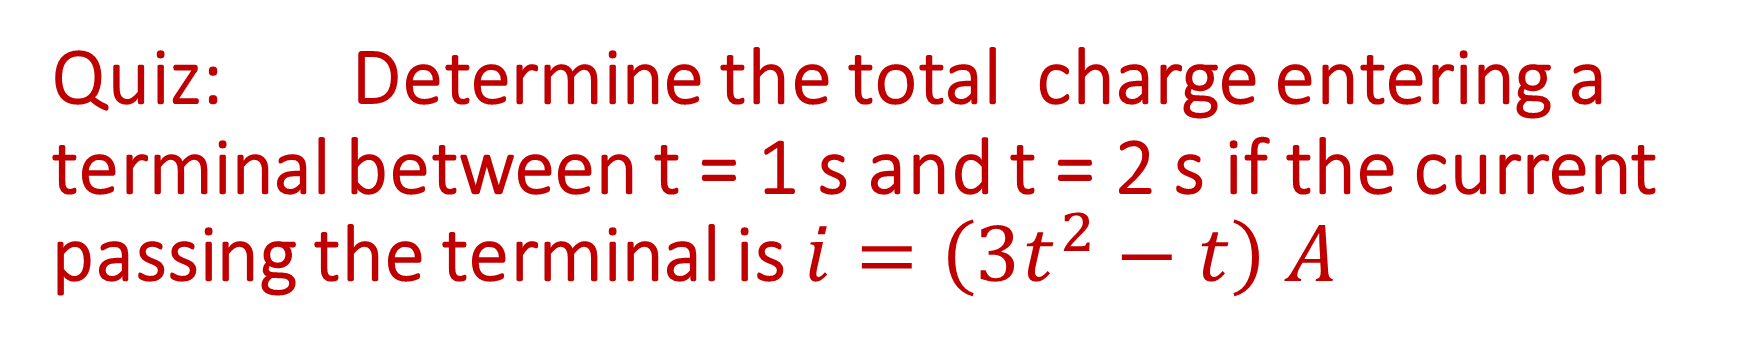 Quiz: Determine the total charge entering a
terminal between t = 1 s and t = 2 s if the current
passing the terminal is i = (3t² − t) A